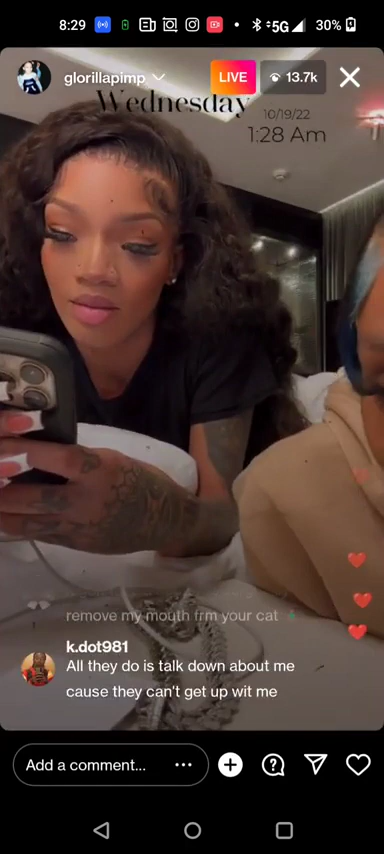 8:29
5G
30%
glorillapimp
LIVE
13.7k
Wednesday
10/19/22
1:28 Am
remove my mouth frm your cat
k.dot981
All they do is talk down about me
cause they can't get up wit me
Add a comment...